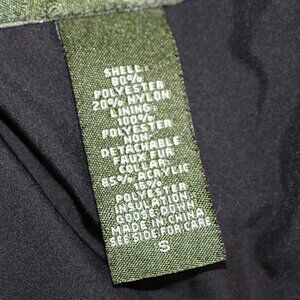 SHELL:
80%
POLYESTER
20% NYLON
LINING:
100%
POLYESTER
NON-
DETACHABLE
FAUX FUR
COLLAR:
85% ACRYLIC
15%
POLYESTER
INSULATION:
GOOSE DOWN
MADE IN CHINA
SEE SIDE FOR CARE
S